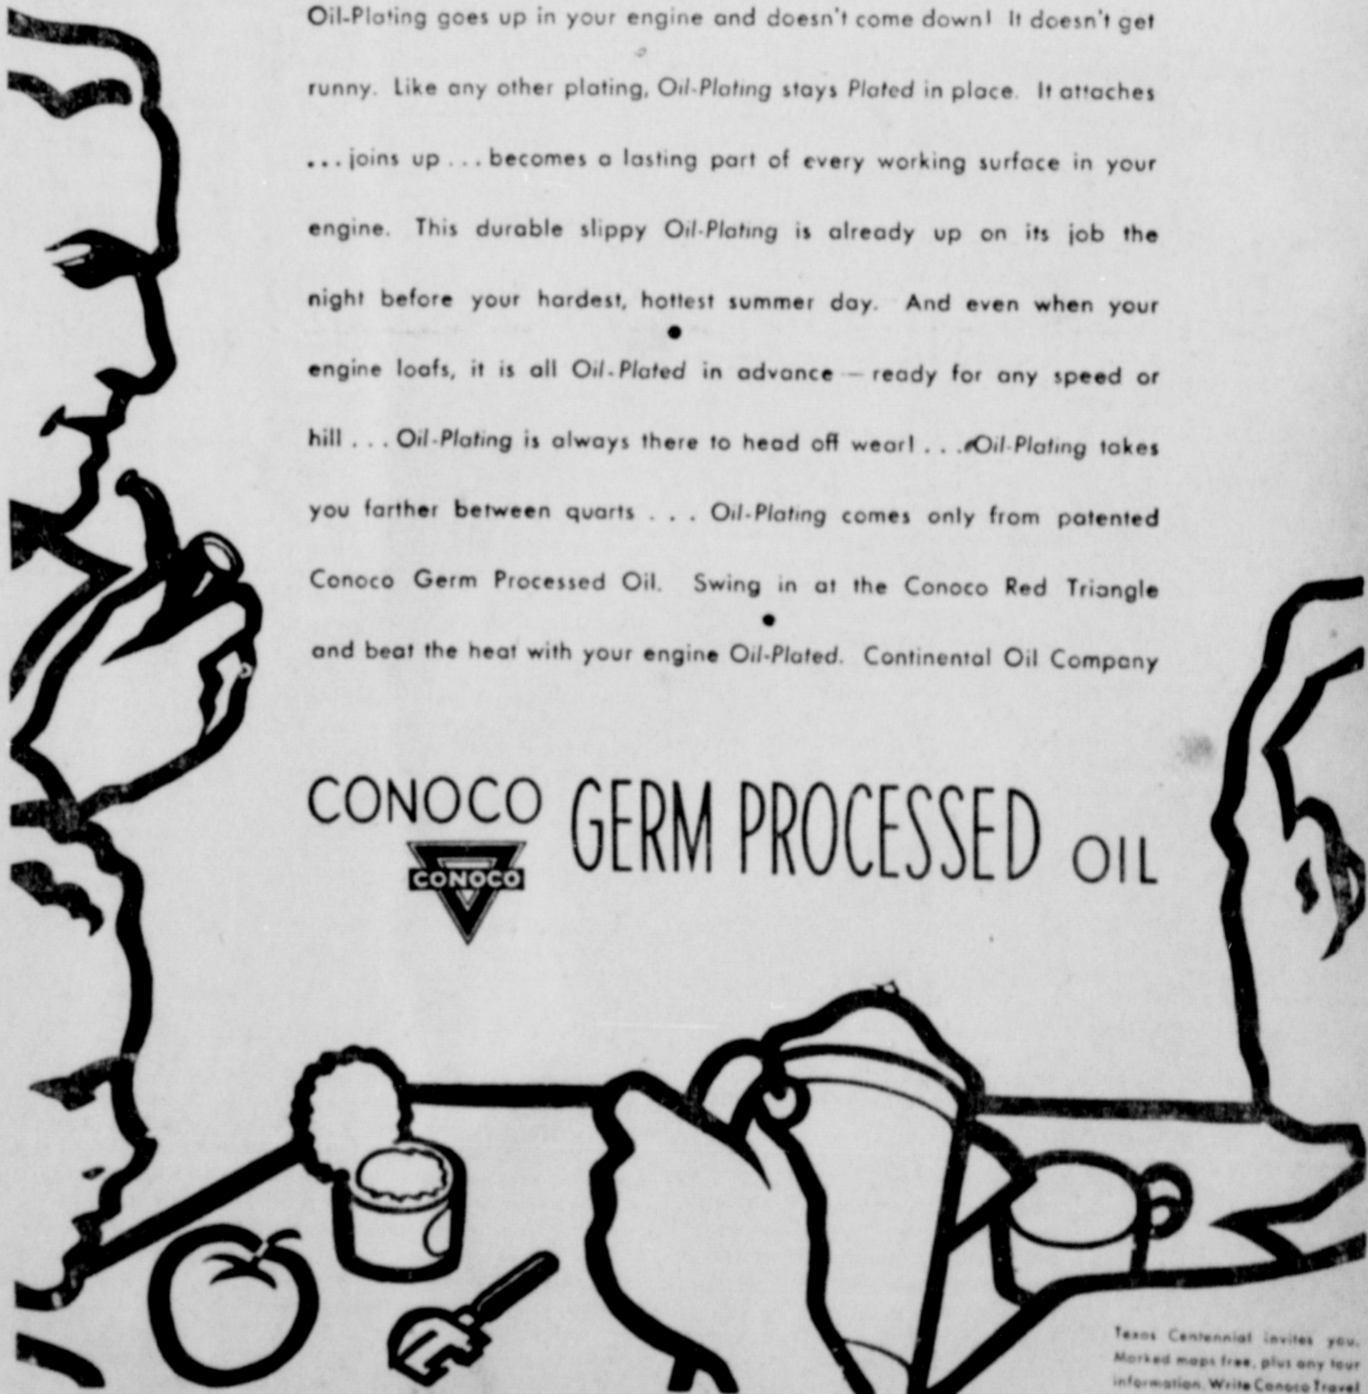 Oil-Plating goes up in your engine and doesn't come down! It doesn't get
runny. Like any other plating, Oil-Plating stays Plated in place. It attaches
... joins up ... becomes a lasting part of every working surface in your
engine. This durable slippy Oil-Plating is already up on its job the
night before your hardest, hottest summer day. And even when your
engine loafs, it is all Oil-Plated in advance — ready for any speed or
hill ... Oil-Plating is always there to head off wear! ... Oil-Plating takes
you farther between quarts ... Oil-Plating comes only from patented
Conoco Germ Processed Oil. Swing in at the Conoco Red Triangle
and beat the heat with your engine Oil-Plated. Continental Oil Company
CONOCO GERM PROCESSED OIL
CONOCO
Texas Centennial invites you.
Marked maps free, plus any tour
information. Write Conoco Travel